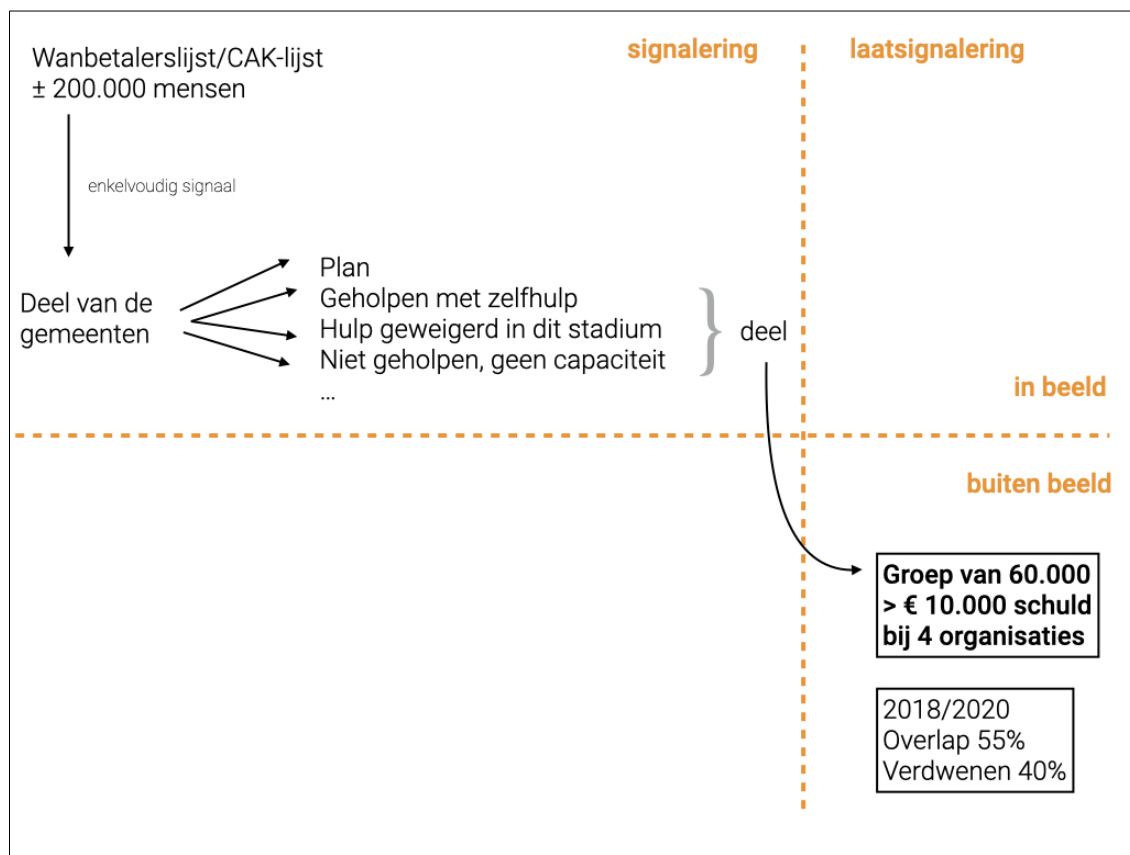 Wanbetalerslijst/CAK-lijst
± 200.000 mensen
signalering
laatsignalering
enkelvoudig signaal
Deel van de
gemeenten
Plan
Geholpen met zelfhulp
Hulp geweigerd in dit stadium
Niet geholpen, geen capaciteit
...
deel
in beeld
buiten beeld
Groep van 60.000
> € 10.000 schuld
bij 4 organisaties
2018/2020
Overlap 55%
Verdwenen 40%